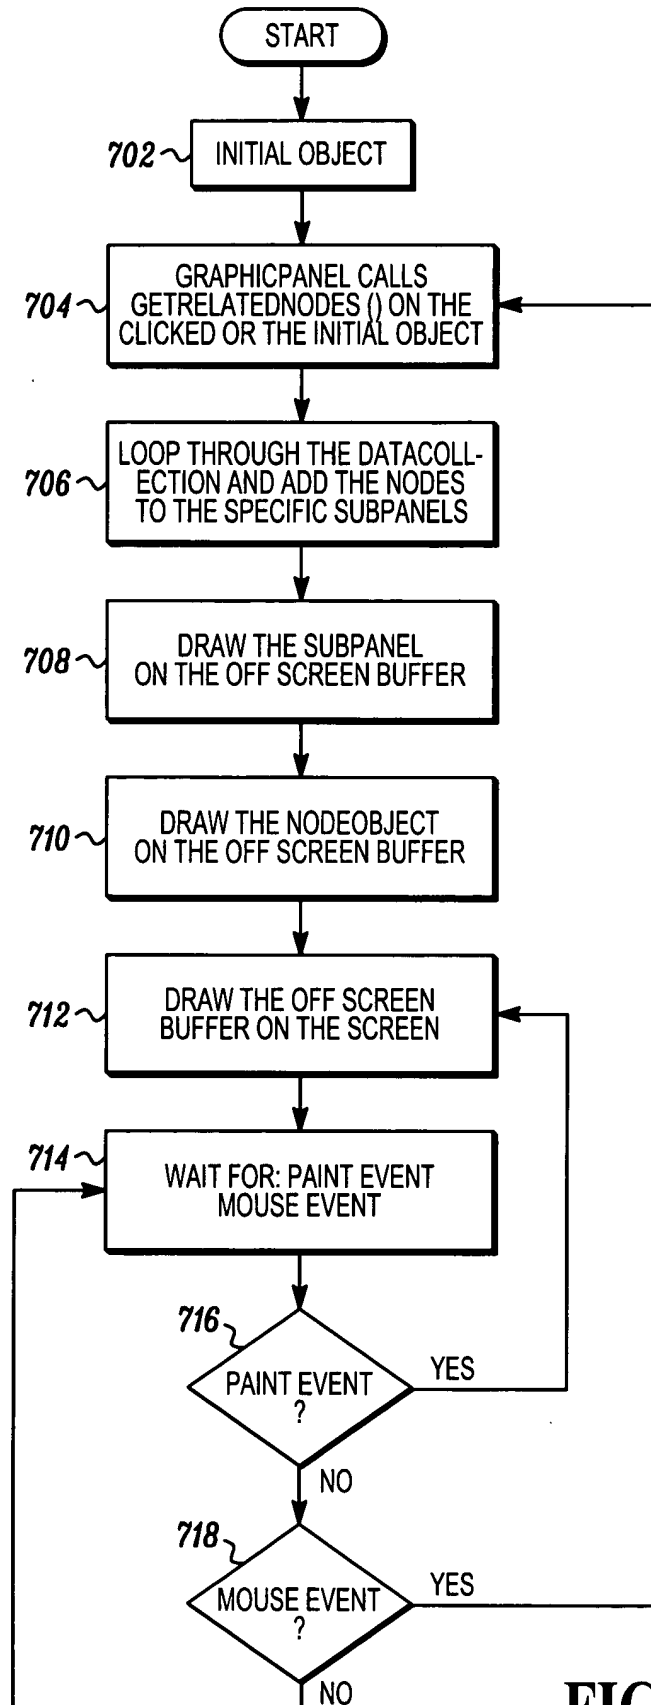 START
702
INITIAL OBJECT
704
GRAPHICPANEL CALLS
GETRELATEDNODES () ON THE
CLICKED OR THE INITIAL OBJECT
706
LOOP THROUGH THE DATACOLL-
ECTION AND ADD THE NODES
TO THE SPECIFIC SUBPANELS
708
DRAW THE SUBPANEL
ON THE OFF SCREEN BUFFER
710
DRAW THE NODEOBJECT
ON THE OFF SCREEN BUFFER
712
DRAW THE OFF SCREEN
BUFFER ON THE SCREEN
714
WAIT FOR: PAINT EVENT
MOUSE EVENT
716
PAINT EVENT
?
YES
NO
718
MOUSE EVENT
?
YES
NO
FIG